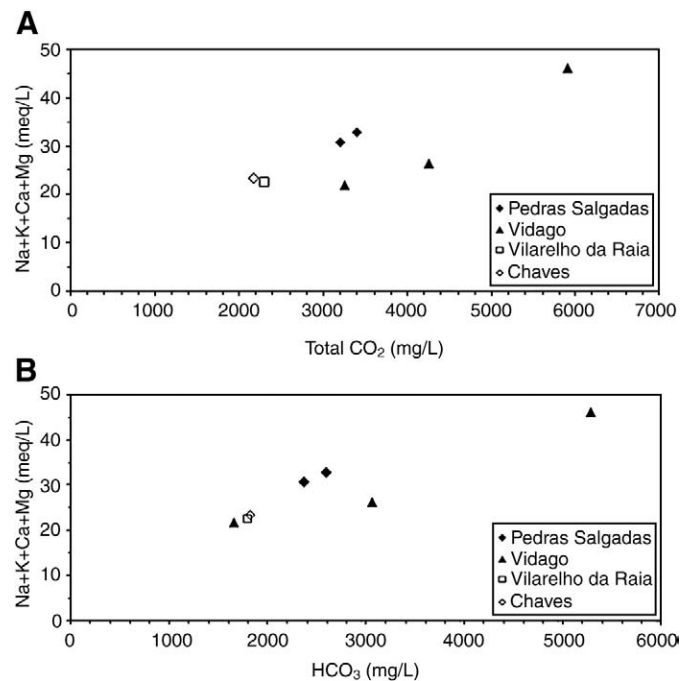 A
Na+K+Ca+Mg (meq/L)
50
40
30
20
10
0
0 1000 2000 3000 4000 5000 6000 7000
Total CO₂ (mg/L)
Pedras Salgadas
Vidago
Vilarelho da Raia
Chaves
B
Na+K+Ca+Mg (meq/L)
50
40
30
20
10
0
0 1000 2000 3000 4000 5000 6000
HCO₃ (mg/L)
Pedras Salgadas
Vidago
Vilarelho da Raia
Chaves